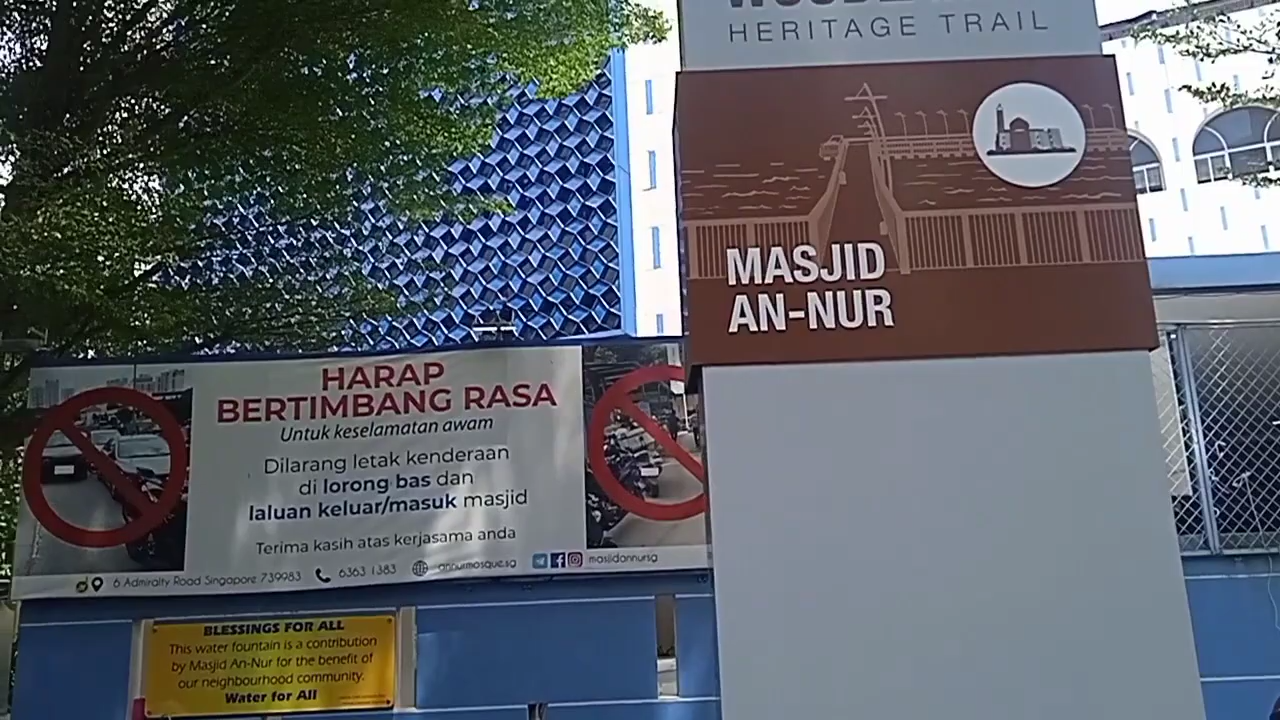 HERITAGE TRAIL
MASJID
AN-NUR
HARAP
BERTIMBANG RASA
Untuk keselamatan awam
Dilarang letak kenderaan
di lorong bas dan
laluan keluar/masuk masjid
Terima kasih atas kerjasama anda
6 Admiralty Road Singapore 739983 6363 1383 annurmosque.sg masjidannursg
BLESSINGS FOR ALL
This water fountain is a contribution
by Masjid An-Nur for the benefit of
our neighbourhood community.
Water for All